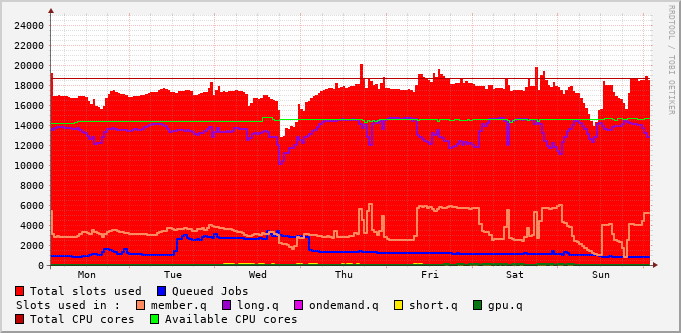 RRDTOOL / TOBI OETIKER
24000
22000
20000
18000
16000
14000
12000
10000
8000
6000
4000
2000
0
Mon Tue Wed Thu Fri Sat Sun
Total slots used Queued Jobs
Slots used in : member.q long.q ondemand.q short.q gpu.q
Total CPU cores Available CPU cores